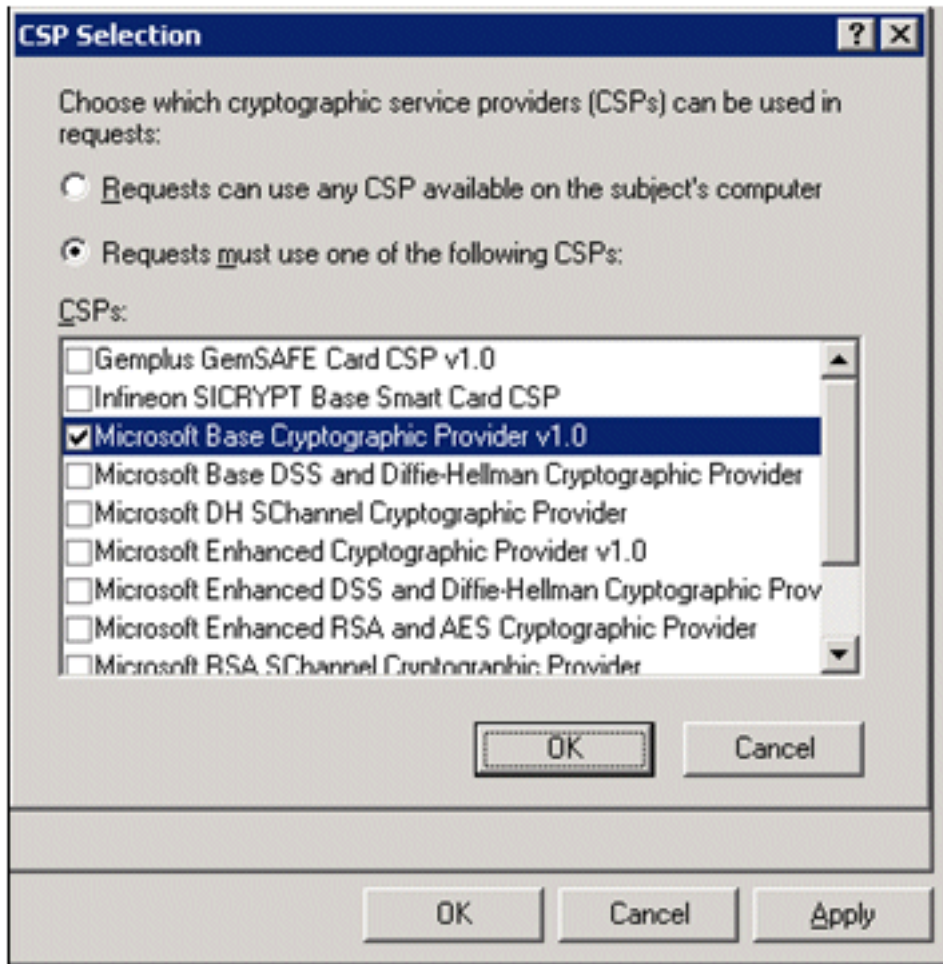 CSP Selection
Choose which cryptographic service providers (CSPs) can be used in
requests:
Requests can use any CSP available on the subject's computer
Requests must use one of the following CSPs:
CSPs:
Gemplus GemSAFE Card CSP v1.0
Infineon SICRYPT Base Smart Card CSP
Microsoft Base Cryptographic Provider v1.0
Microsoft Base DSS and Diffie-Hellman Cryptographic Provider
Microsoft DH SChannel Cryptographic Provider
Microsoft Enhanced Cryptographic Provider v1.0
Microsoft Enhanced DSS and Diffie-Hellman Cryptographic Prov
Microsoft Enhanced RSA and AES Cryptographic Provider
Microsoft RSA SChannel Cryptographic Provider
OK Cancel
OK Cancel Apply